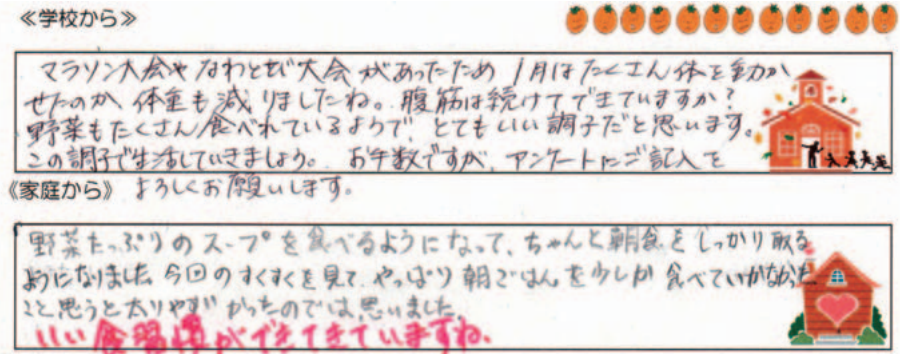 ≪学校から≫
マラソン大会やなわとび大会があったため 1月はたくさん体を動か
せたのか、体重も減りましたね。腹筋は続けてできていますか?
野菜もたくさん食べれているようで、とてもいい調子だと思います。
この調子で生活していきましょう。お手数ですが、アンケートにご記入を
よろしくお願いします。
≪家庭から≫
野菜たっぷりのスープを食べるようになって、ちゃんと朝食をしっかり取る
ようになりました。今回のすくすくを見て、やっぱり朝ごはんを少しか食べていかなかった
こと思うと太りやすかったのでは、思いました。
いい食習慣ができてきていますね。